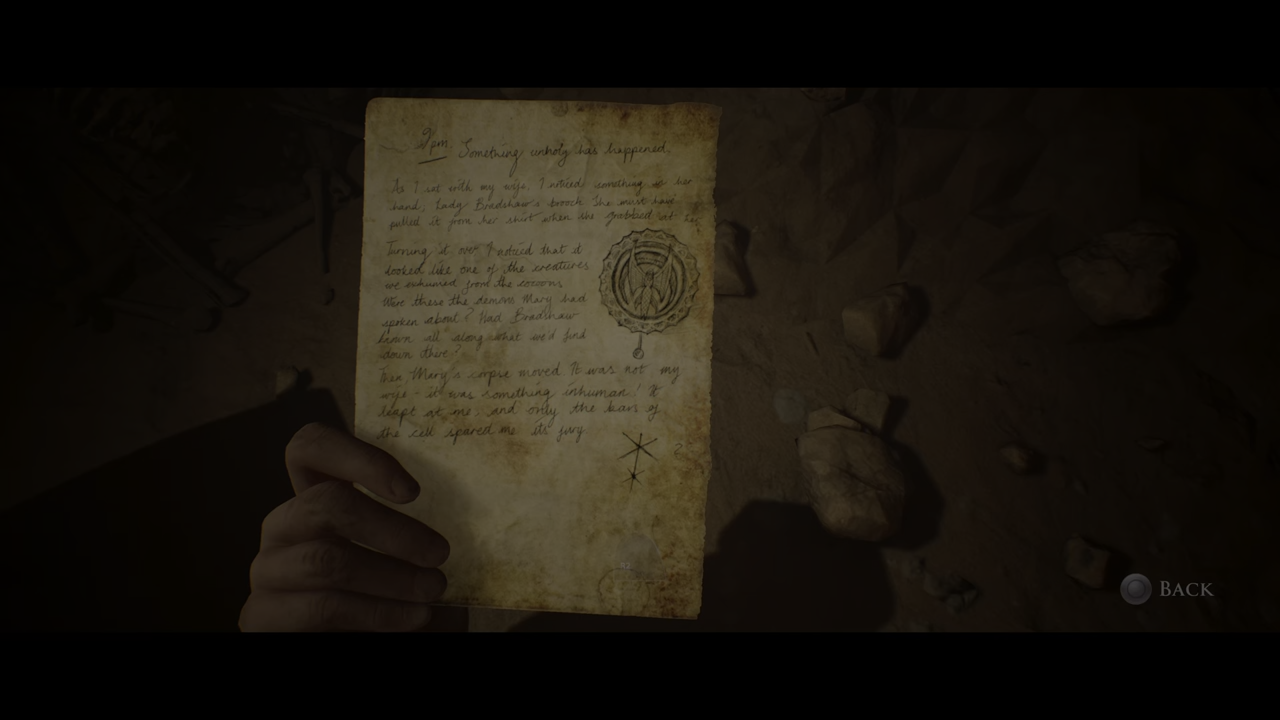 9pm.
Something unholy has happened.
As I sat with my wife, I noticed something in her
hand, Lady Bradshaw's brooch. She must have
pulled it from her shirt when she grabbed at her
Turning it over I noticed that it
looked like one of the creatures
we exhumed from the cocoons
Were these the demons Mary had
spoken about? Had Bradshaw
known all along what we'd find
down there?
Then Mary's corpse moved. It was not my
wife - it was something inhuman! It
leapt at me, and only the bars of
the cell spared me its fury
?
BACK